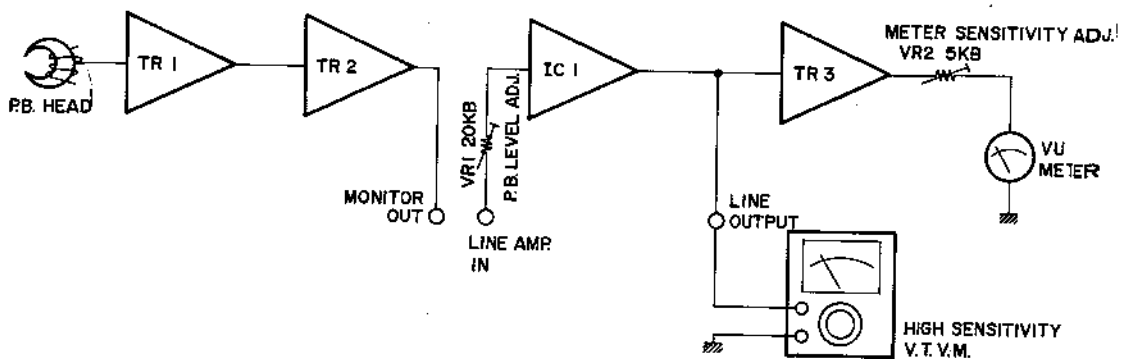 P.B. HEAD
TR 1
TR 2
MONITOR
OUT
VR1 20KB
P.B. LEVEL ADJ.
LINE AMP.
IN
IC 1
LINE
OUTPUT
TR 3
METER SENSITIVITY ADJ.
VR2 5KB
VU
METER
HIGH SENSITIVITY
V.T.V.M.